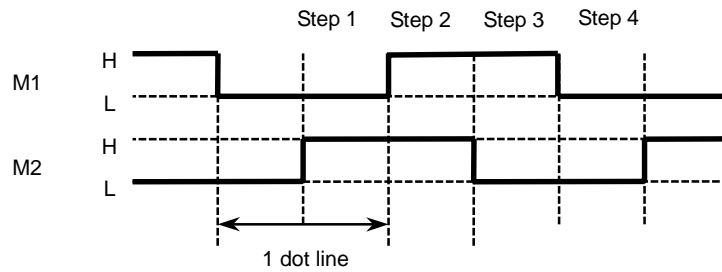 Step 1 Step 2 Step 3 Step 4
H
M1
L
H
M2
L
1 dot line